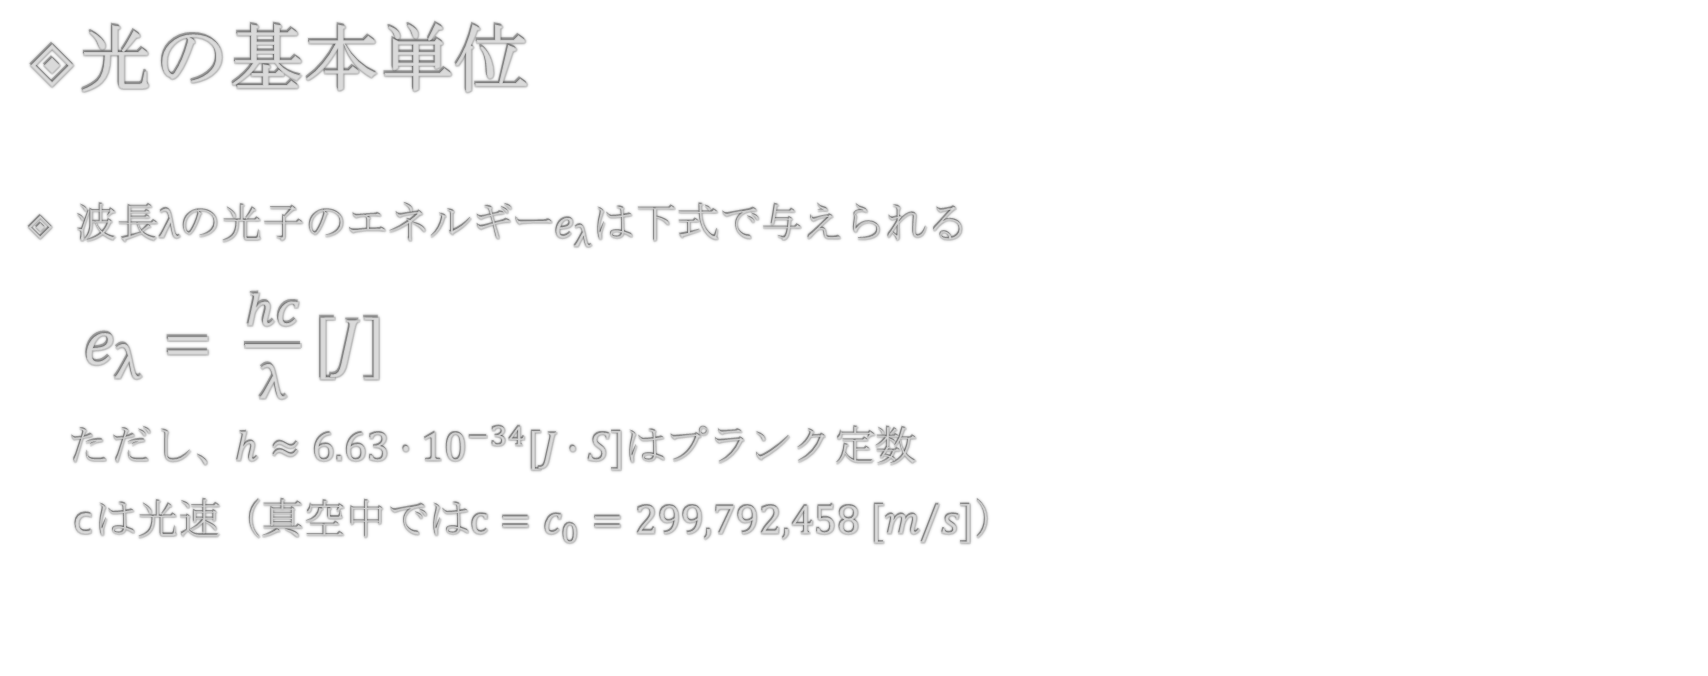 ◈光の基本単位
◈ 波長λの光子のエネルギーe_λは下式で与えられる
e_λ = hc/λ [J]
ただし、h ≈ 6.63 · 10^−34[J · S]はプランク定数
cは光速（真空中ではc = c_0 = 299,792,458 [m/s]）